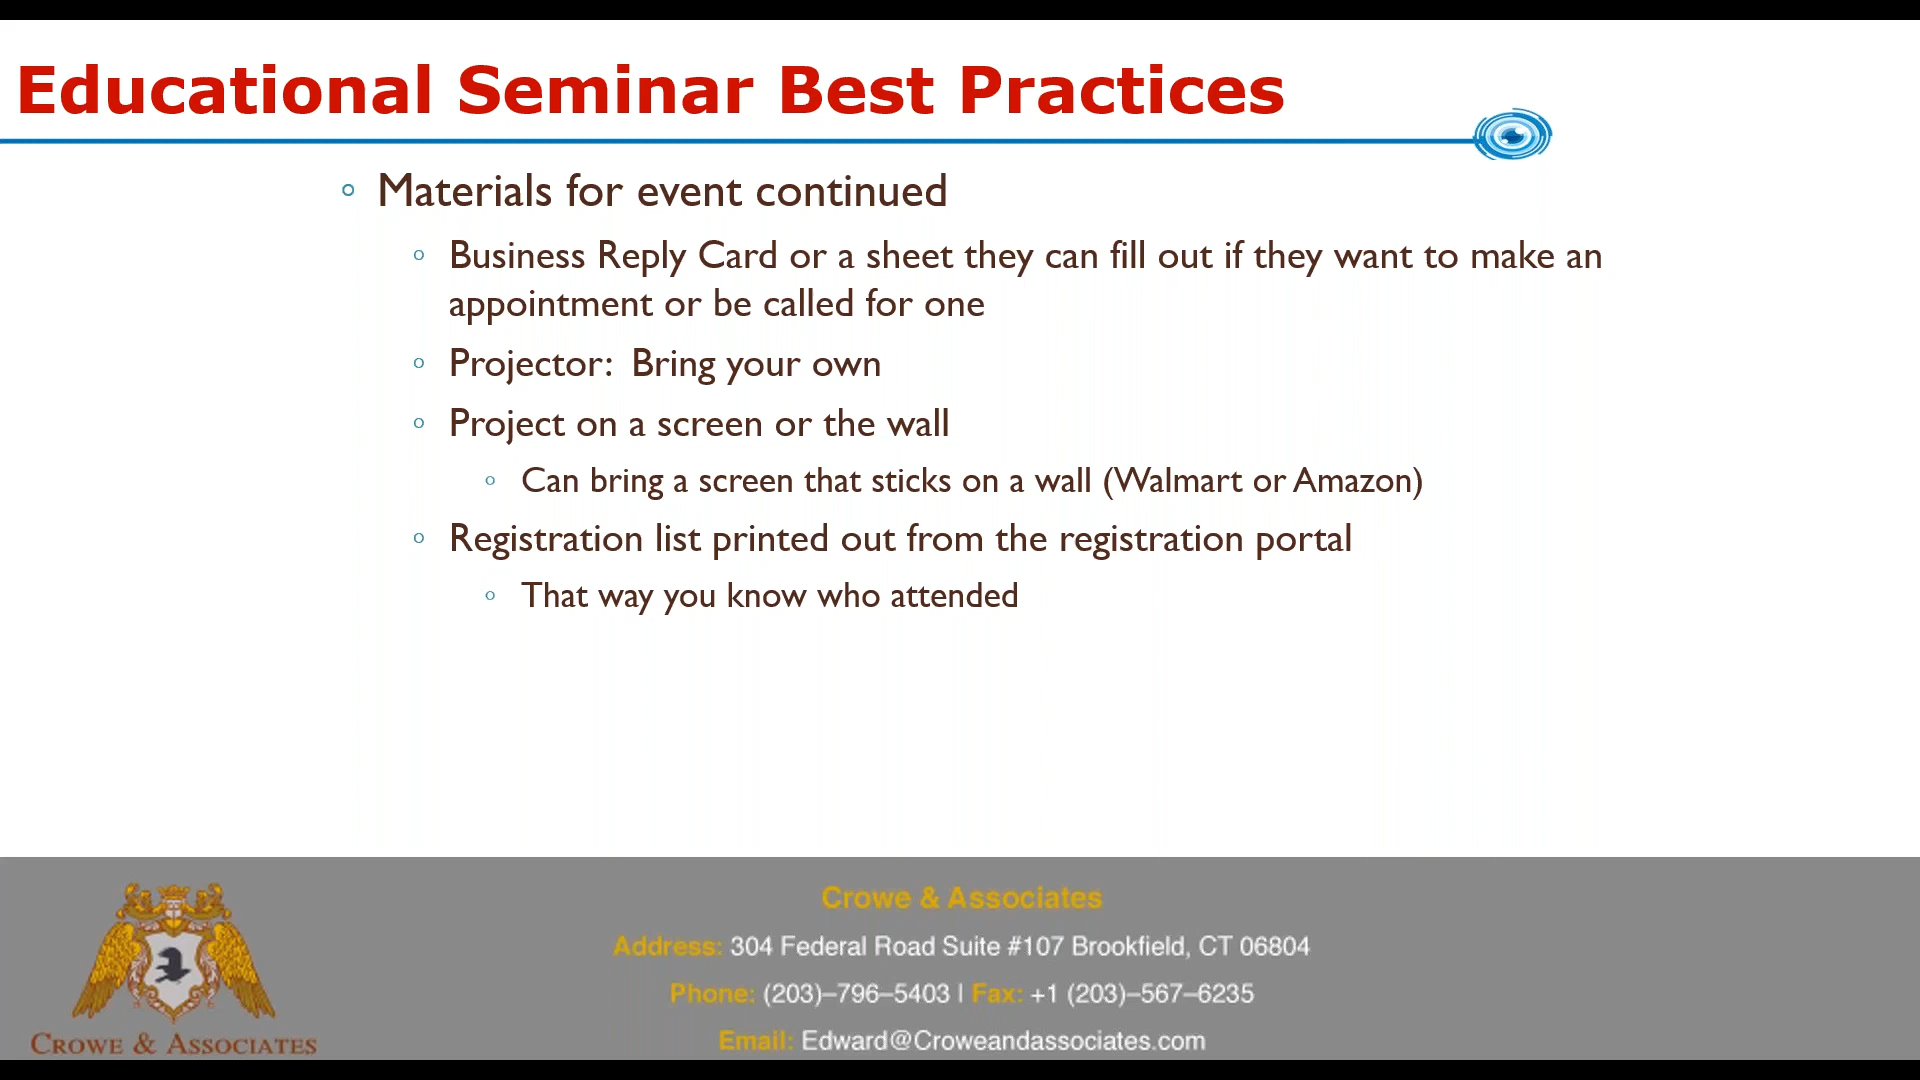 Educational Seminar Best Practices
Materials for event continued
Business Reply Card or a sheet they can fill out if they want to make an
appointment or be called for one
Projector:  Bring your own
Project on a screen or the wall
Can bring a screen that sticks on a wall (Walmart or Amazon)
Registration list printed out from the registration portal
That way you know who attended
Crowe & Associates
Address: 304 Federal Road Suite #107 Brookfield, CT 06804
Phone: (203)–796–5403 | Fax: +1 (203)–567–6235
Email: Edward@Croweandassociates.com
Crowe & Associates